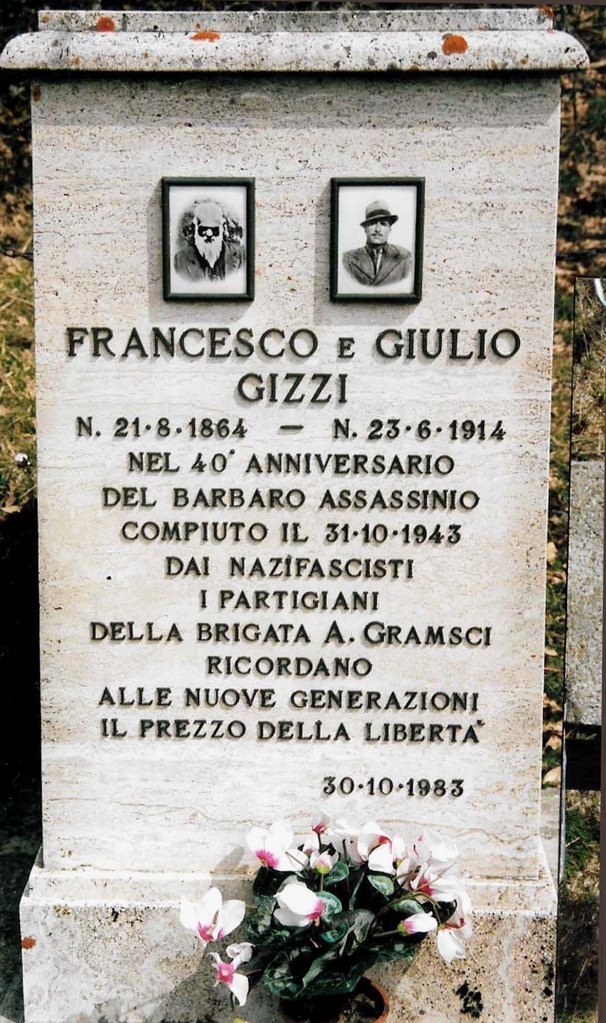 FRANCESCO E GIULIO
GIZZI
N. 21·8·1864 — N. 23·6·1914
NEL 40° ANNIVERSARIO
DEL BARBARO ASSASSINIO
COMPIUTO IL 31·10·1943
DAI NAZIFASCISTI
I PARTIGIANI
DELLA BRIGATA A. GRAMSCI
RICORDANO
ALLE NUOVE GENERAZIONI
IL PREZZO DELLA LIBERTA'
30·10·1983